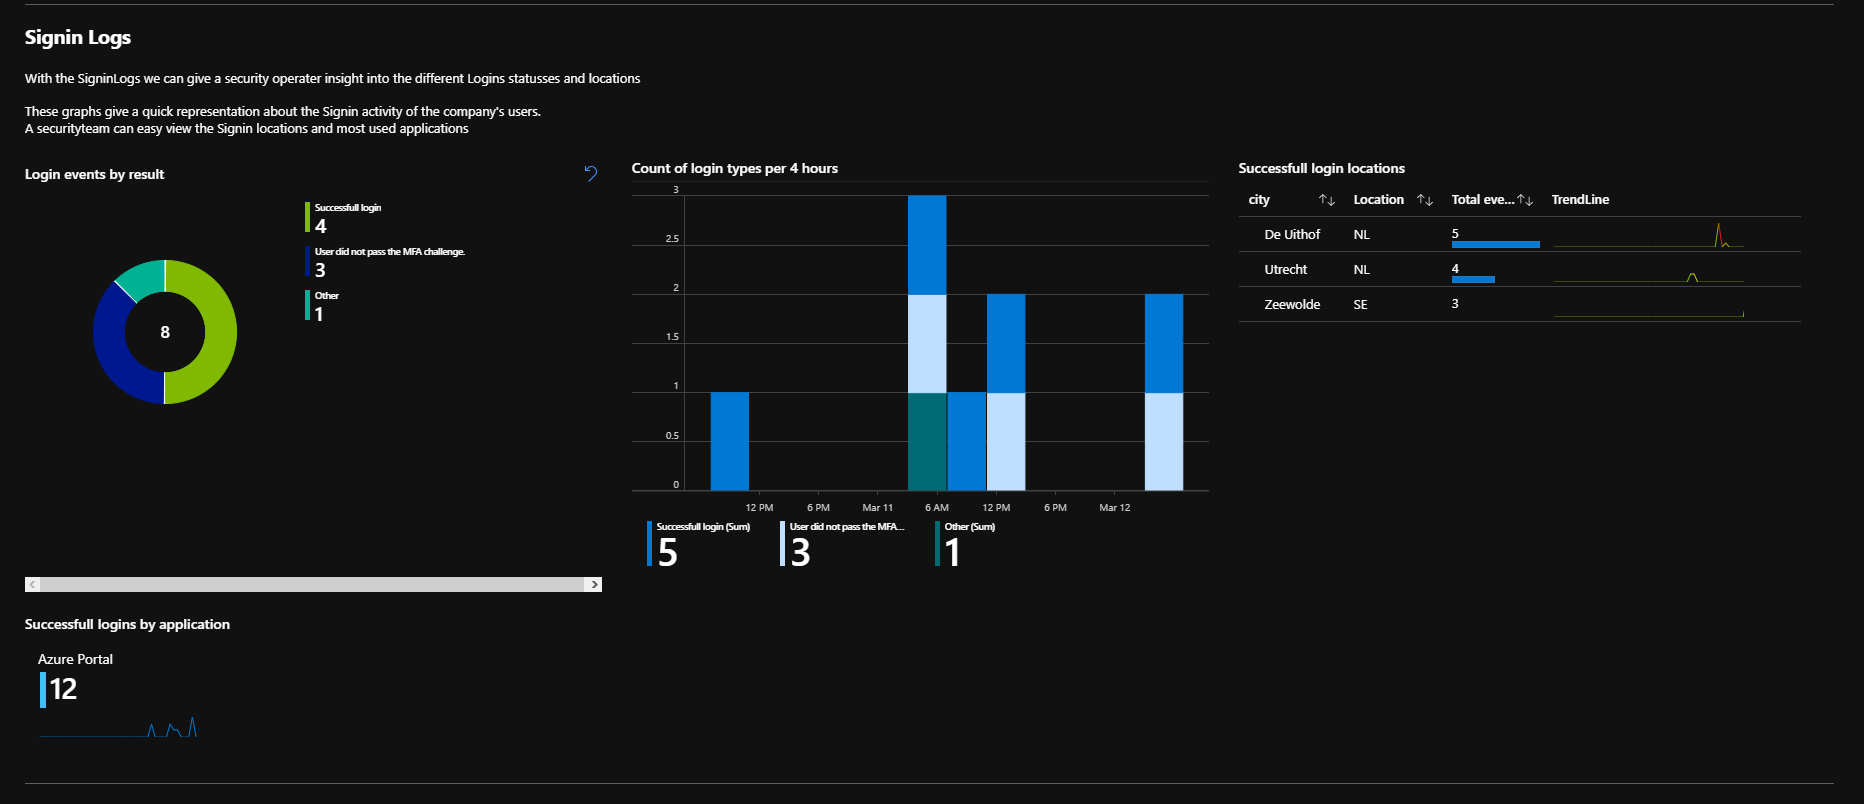 Signin Logs
With the SigninLogs we can give a security operater insight into the different Logins statusses and locations
These graphs give a quick representation about the Signin activity of the company's users.
A securityteam can easy view the Signin locations and most used applications
Login events by result
Successfull login
4
User did not pass the MFA challenge.
3
Other
1
8
Count of login types per 4 hours
3
2.5
2
1.5
1
0.5
0
12 PM 6 PM Mar 11 6 AM 12 PM 6 PM Mar 12
Successfull login (Sum)
5
User did not pass the MFA...
3
Other (Sum)
1
Successfull login locations
city Location Total eve... TrendLine
De Uithof NL 5
Utrecht NL 4
Zeewolde SE 3
Successfull logins by application
Azure Portal
12